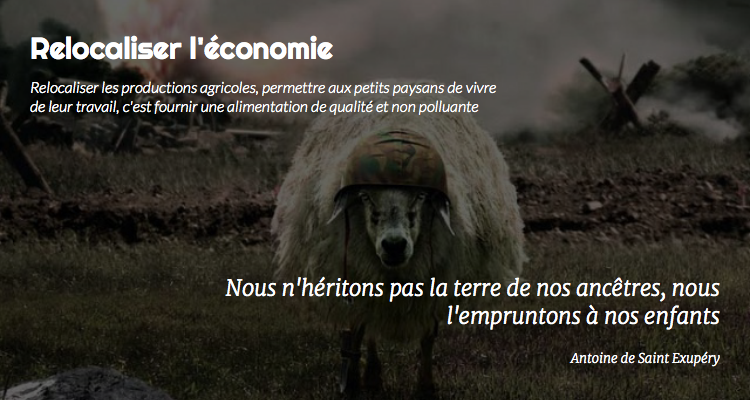 Relocaliser l'économie
Relocaliser les productions agricoles, permettre aux petits paysans de vivre
de leur travail, c'est fournir une alimentation de qualité et non polluante
Nous n'héritons pas la terre de nos ancêtres, nous
l'empruntons à nos enfants
Antoine de Saint Exupéry